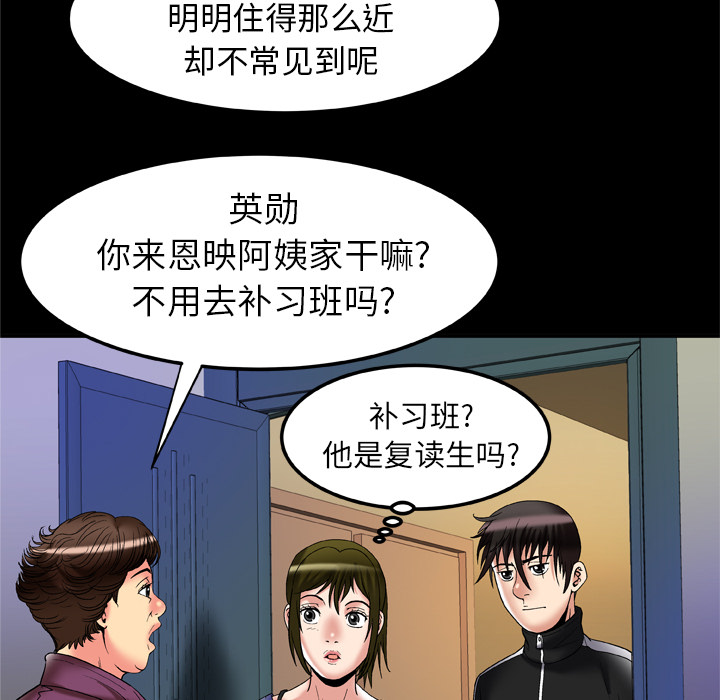 明明住得那么近
却不常见到呢
英勋
你来恩映阿姨家干嘛?
不用去补习班吗?
补习班?
他是复读生吗?